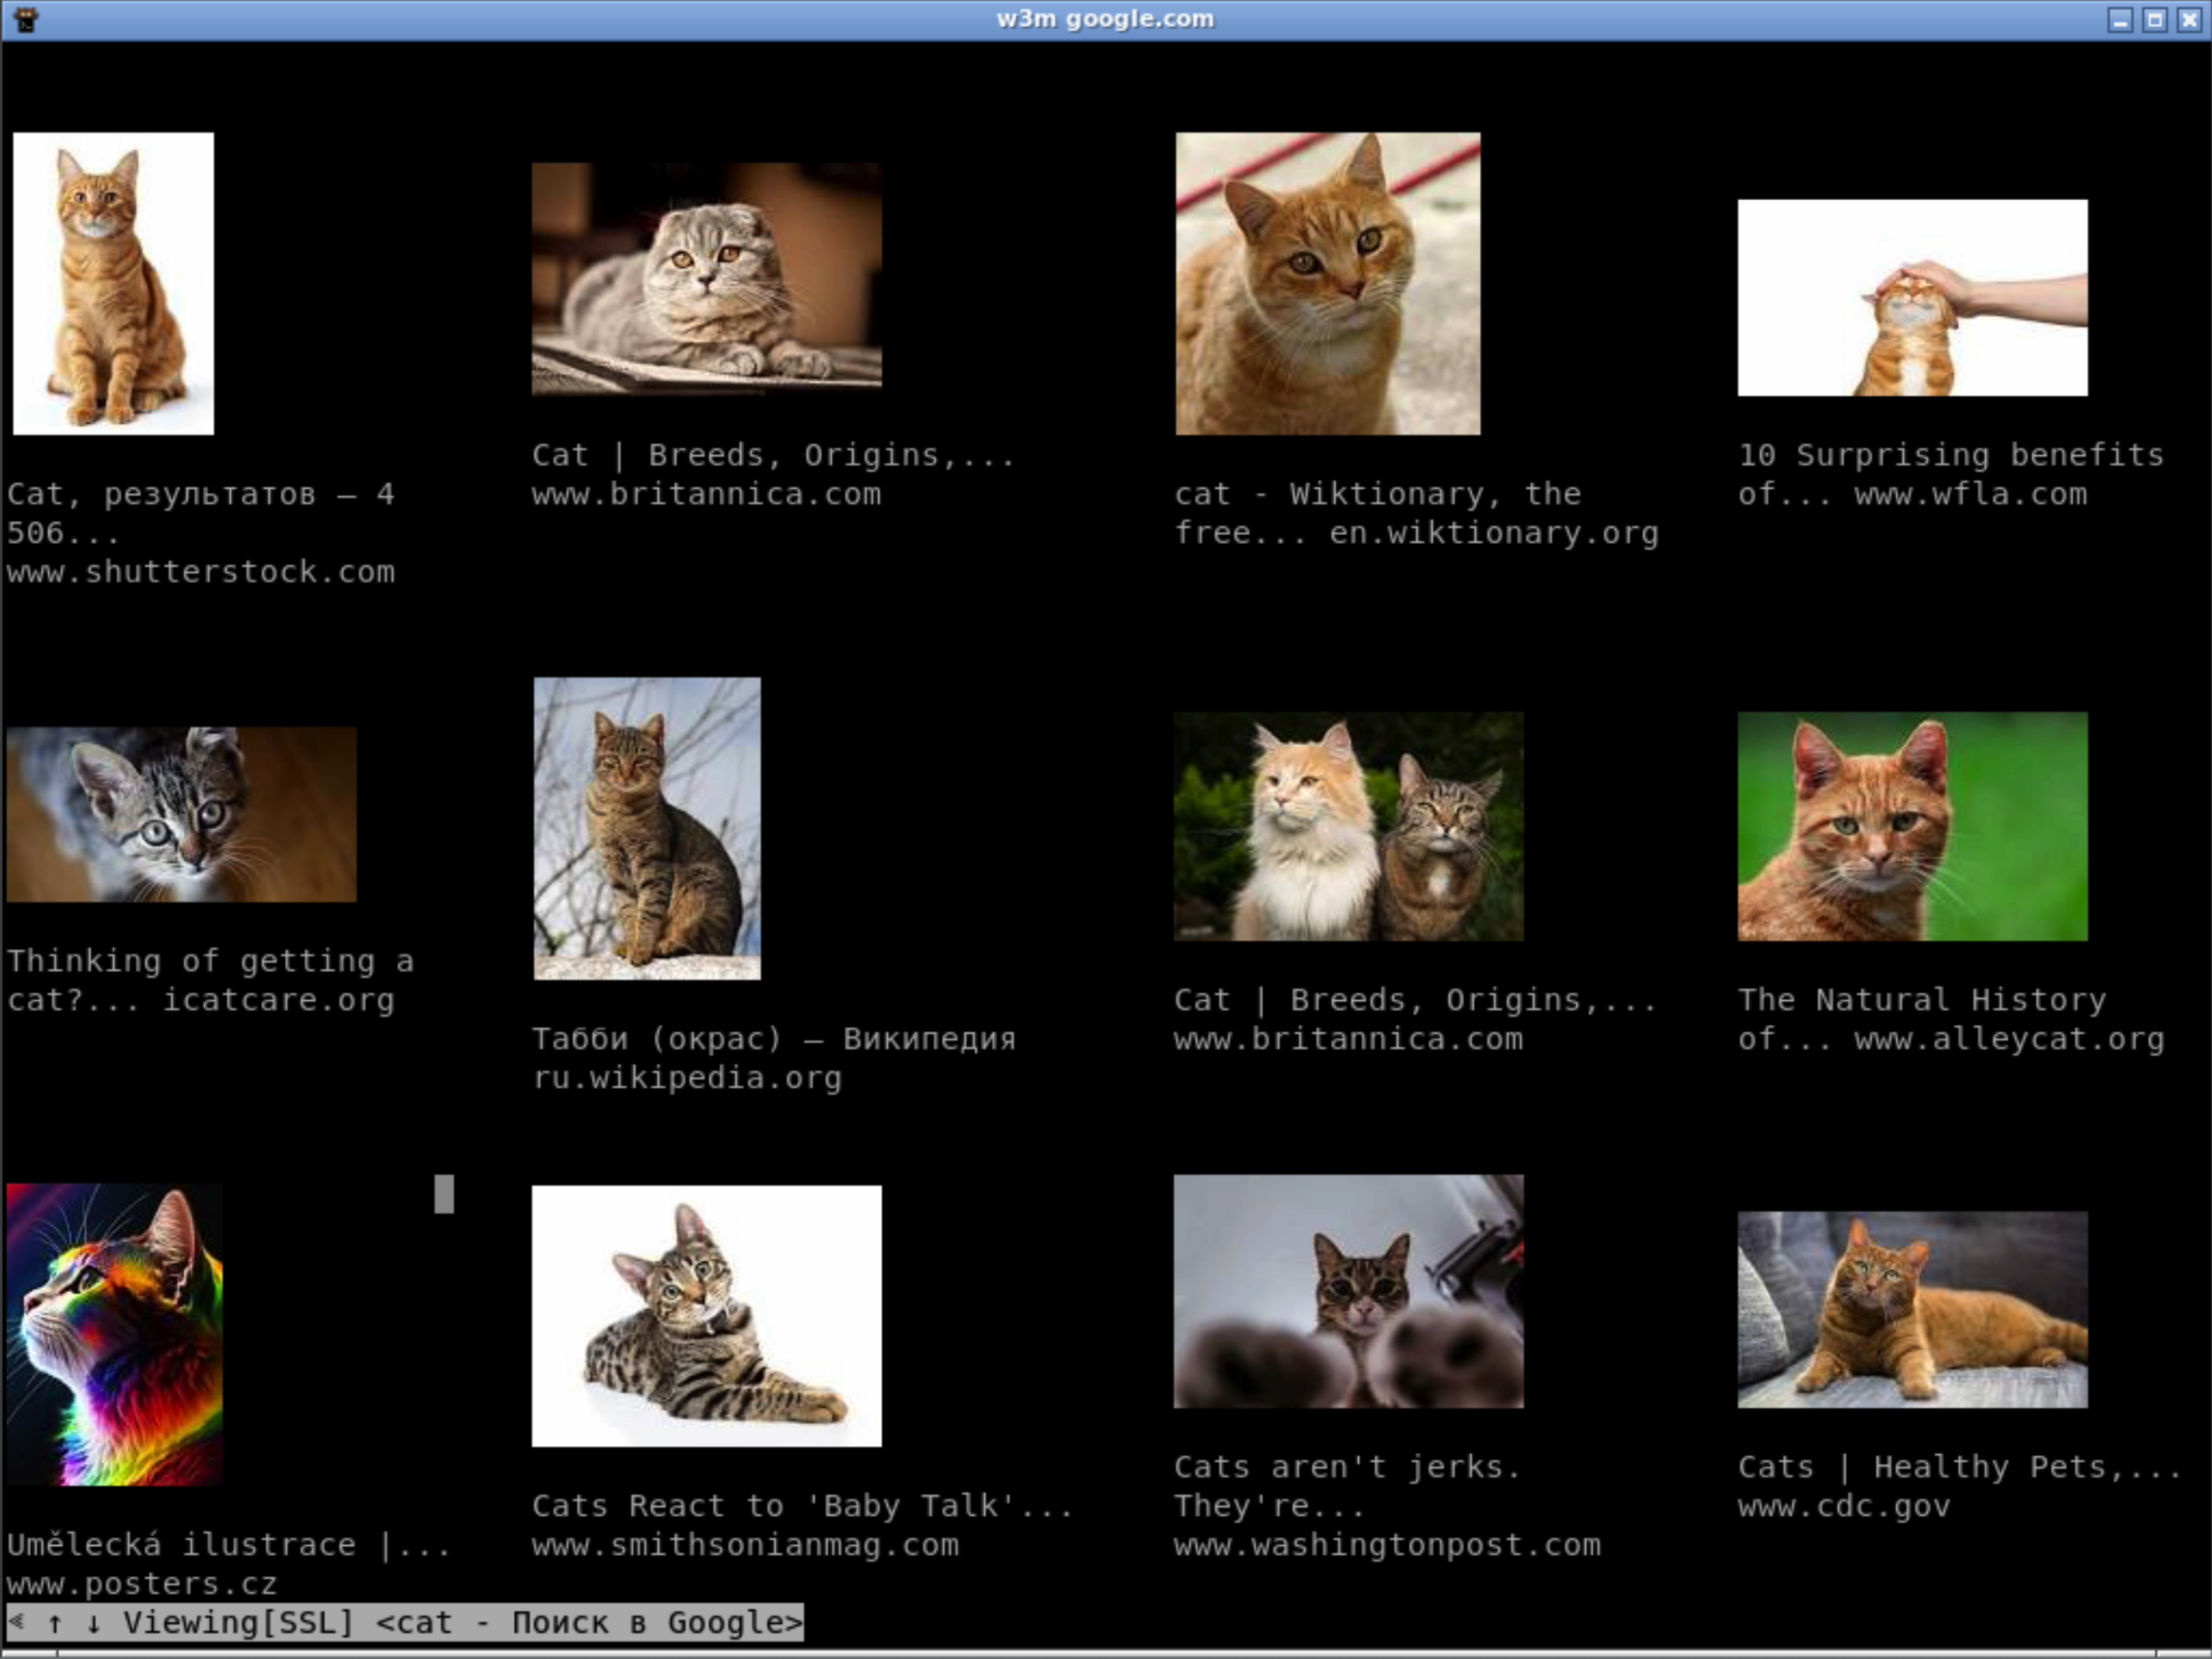 w3m google.com
Cat, результатов — 4
506...
www.shutterstock.com
Cat | Breeds, Origins,...
www.britannica.com
cat - Wiktionary, the
free... en.wiktionary.org
10 Surprising benefits
of... www.wfla.com
Thinking of getting a
cat?... icatcare.org
Табби (окрас) — Википедия
ru.wikipedia.org
Cat | Breeds, Origins,...
www.britannica.com
The Natural History
of... www.alleycat.org
Umělecká ilustrace |...
www.posters.cz
Cats React to 'Baby Talk'...
www.smithsonianmag.com
Cats aren't jerks.
They're...
www.washingtonpost.com
Cats | Healthy Pets,...
www.cdc.gov
⋖ ↑ ↓ Viewing[SSL] <cat - Поиск в Google>